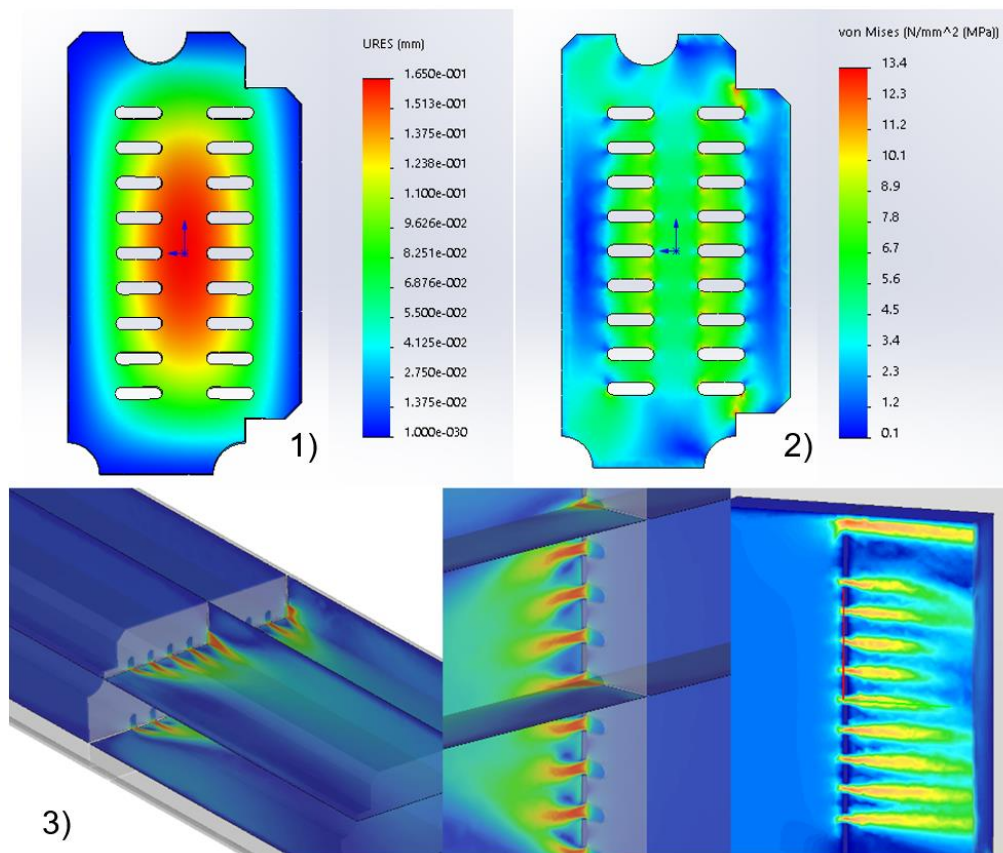 URES (mm)
1.650e-001
1.513e-001
1.375e-001
1.238e-001
1.100e-001
9.626e-002
8.251e-002
6.876e-002
5.500e-002
4.125e-002
2.750e-002
1.375e-002
1.000e-030
1)
von Mises (N/mm^2 (MPa))
13.4
12.3
11.2
10.1
8.9
7.8
6.7
5.6
4.5
3.4
2.3
1.2
0.1
2)
3)